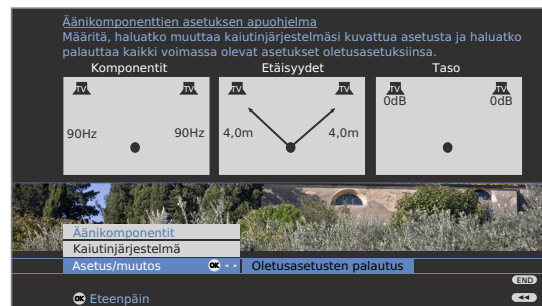 Äänikomponenttien asetuksen apuohjelma
Määritä, haluatko muuttaa kaiutinjärjestelmäsi kuvattua asetusta ja haluatko
palauttaa kaikki voimassa olevat asetukset oletusasetuksiinsa.
Komponentit Etäisyydet Taso
TV TV TV TV TV TV
0dB 0dB
90Hz 90Hz 4,0m 4,0m
Äänikomponentit
Kaiutinjärjestelmä
Asetus/muutos OK Oletusasetusten palautus
END
OK Eteenpäin